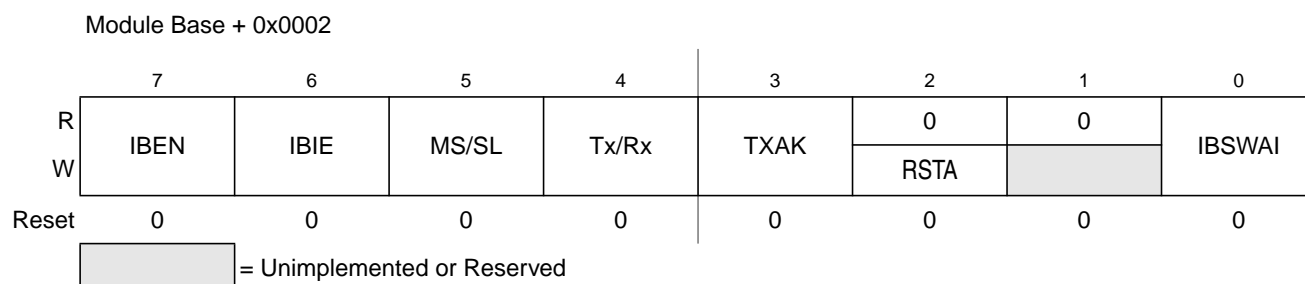 Module Base + 0x0002
7 6 5 4 3 2 1 0
R IBEN IBIE MS/SL Tx/Rx TXAK 0 0 IBSWAI
W RSTA
Reset 0 0 0 0 0 0 0 0
= Unimplemented or Reserved